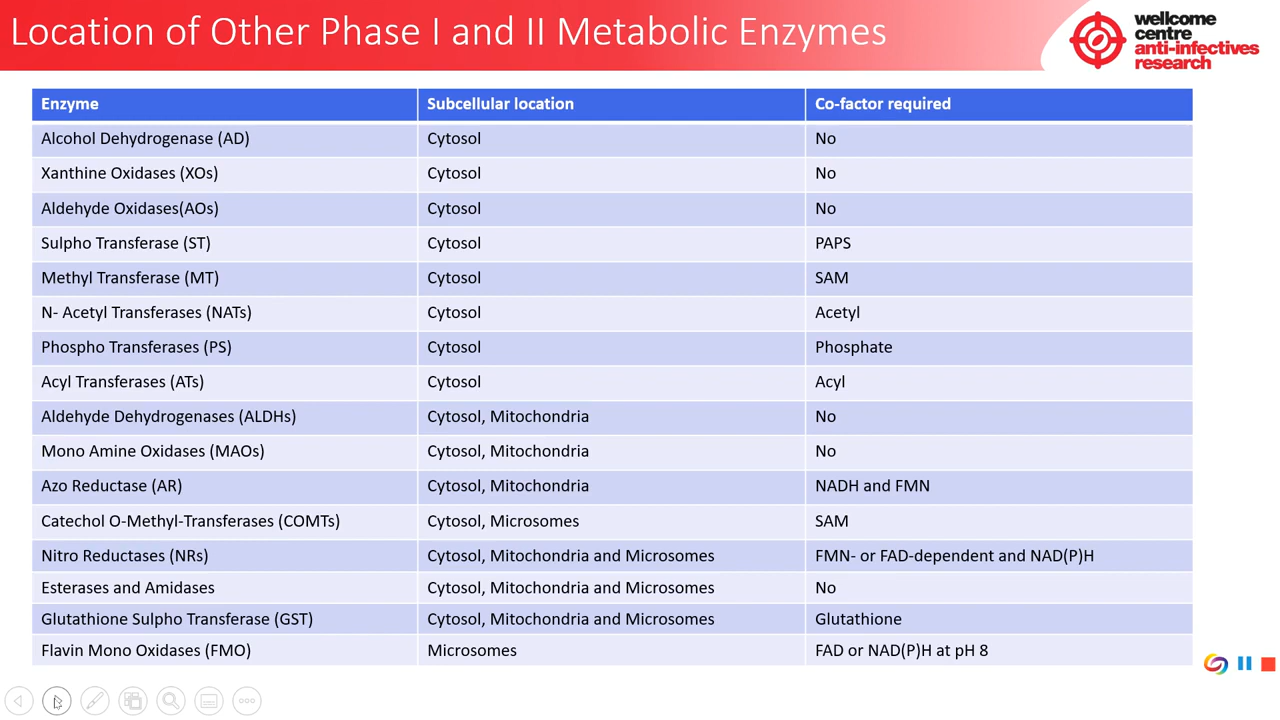 Location of Other Phase I and II Metabolic Enzymes
wellcome
centre
anti-infectives
research
Enzyme Subcellular location Co-factor required
Alcohol Dehydrogenase (AD) Cytosol No
Xanthine Oxidases (XOs) Cytosol No
Aldehyde Oxidases(AOs) Cytosol No
Sulpho Transferase (ST) Cytosol PAPS
Methyl Transferase (MT) Cytosol SAM
N- Acetyl Transferases (NATs) Cytosol Acetyl
Phospho Transferases (PS) Cytosol Phosphate
Acyl Transferases (ATs) Cytosol Acyl
Aldehyde Dehydrogenases (ALDHs) Cytosol, Mitochondria No
Mono Amine Oxidases (MAOs) Cytosol, Mitochondria No
Azo Reductase (AR) Cytosol, Mitochondria NADH and FMN
Catechol O-Methyl-Transferases (COMTs) Cytosol, Microsomes SAM
Nitro Reductases (NRs) Cytosol, Mitochondria and Microsomes FMN- or FAD-dependent and NAD(P)H
Esterases and Amidases Cytosol, Mitochondria and Microsomes No
Glutathione Sulpho Transferase (GST) Cytosol, Mitochondria and Microsomes Glutathione
Flavin Mono Oxidases (FMO) Microsomes FAD or NAD(P)H at pH 8